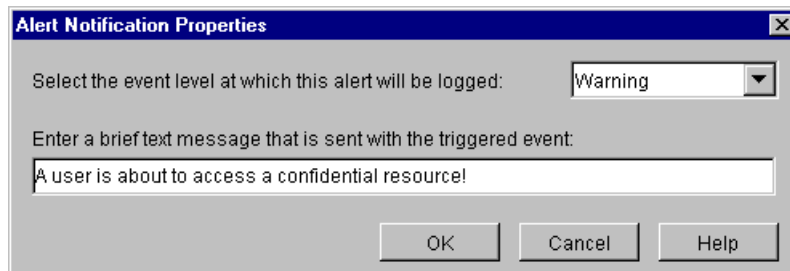 Alert Notification Properties
Select the event level at which this alert will be logged: Warning
Enter a brief text message that is sent with the triggered event:
A user is about to access a confidential resource!
OK Cancel Help